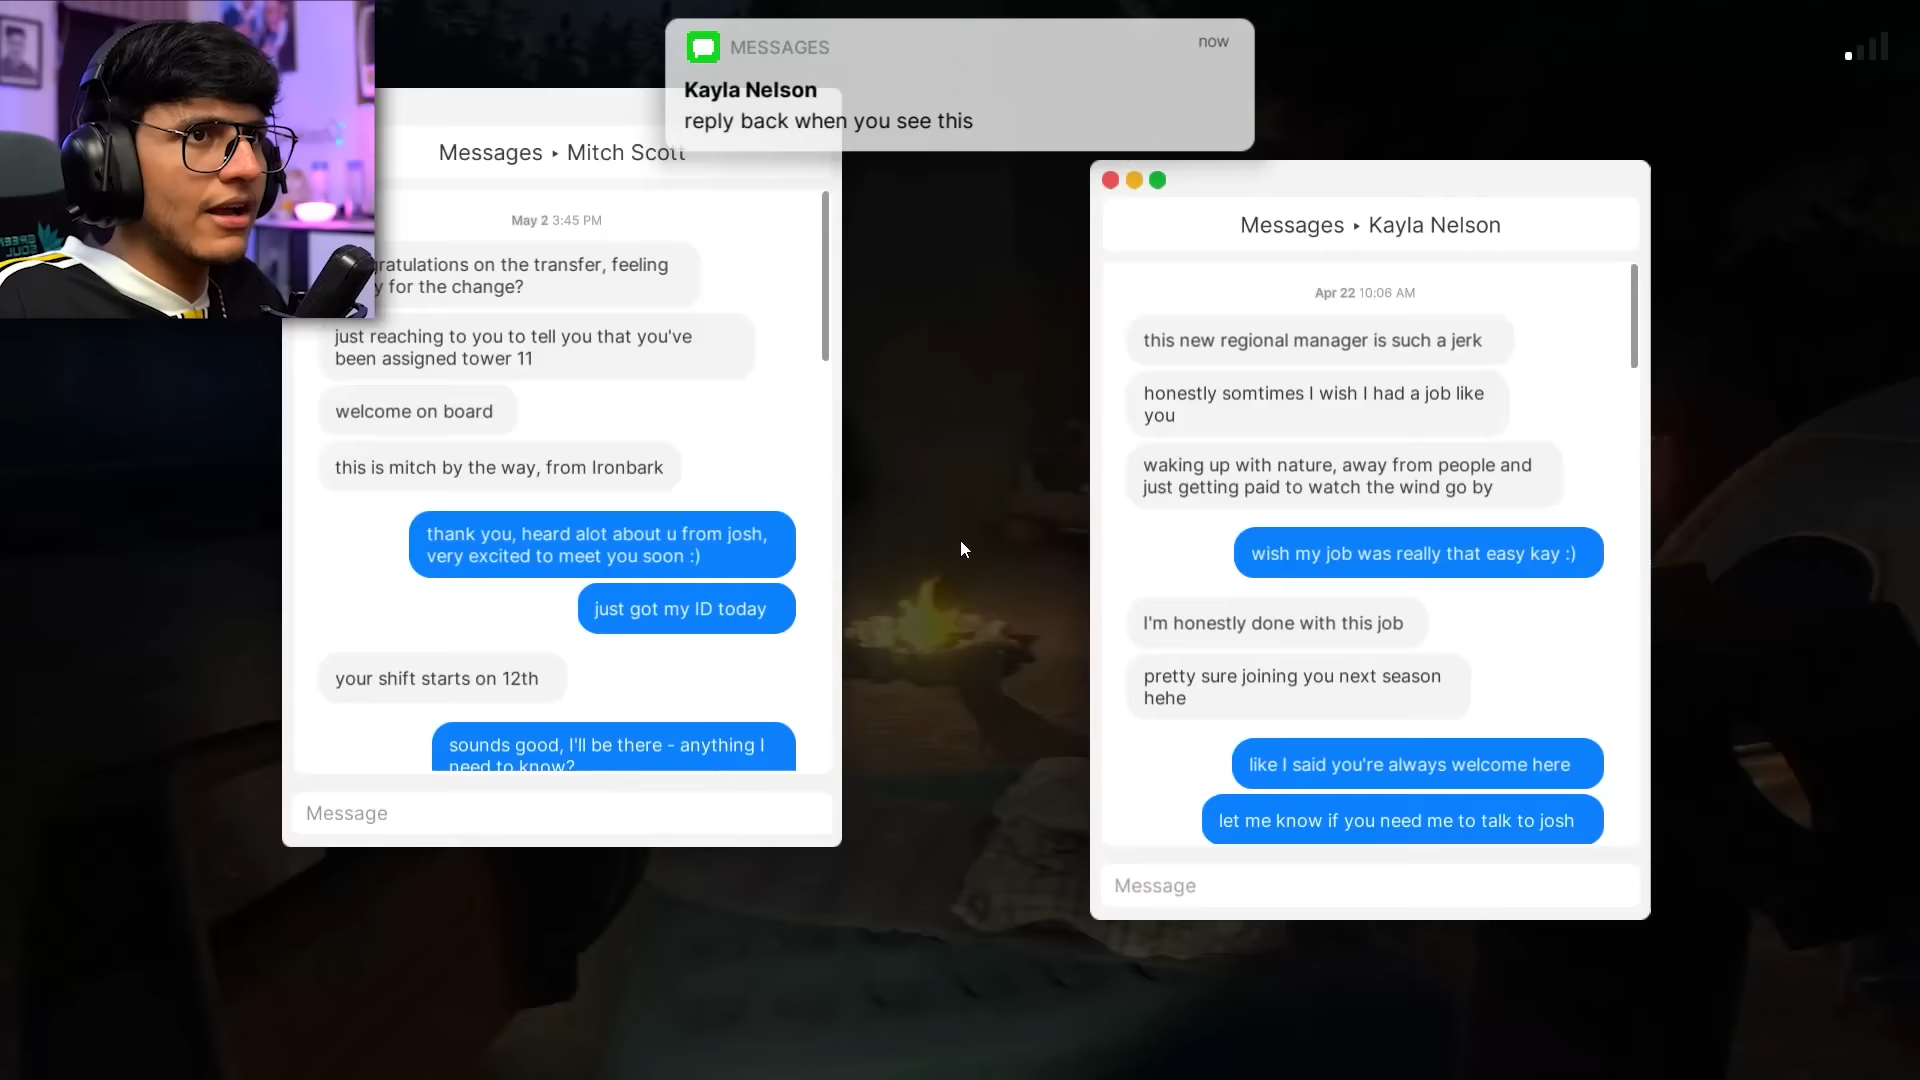 MESSAGES
now
Kayla Nelson
reply back when you see this
Messages ‣ Mitch Scott
May 2 3:45 PM
on the transfer, feeling
for the change?
just reaching to you to tell you that you've
been assigned tower 11
welcome on board
this is mitch by the way, from Ironbark
thank you, heard alot about u from josh,
very excited to meet you soon :)
just got my ID today
your shift starts on 12th
sounds good, I'll be there - anything I
need to know?
Message
Messages ‣ Kayla Nelson
Apr 22 10:06 AM
this new regional manager is such a jerk
honestly somtimes I wish I had a job like
you
waking up with nature, away from people and
just getting paid to watch the wind go by
wish my job was really that easy kay :)
I'm honestly done with this job
pretty sure joining you next season
hehe
like I said you're always welcome here
let me know if you need me to talk to josh
Message